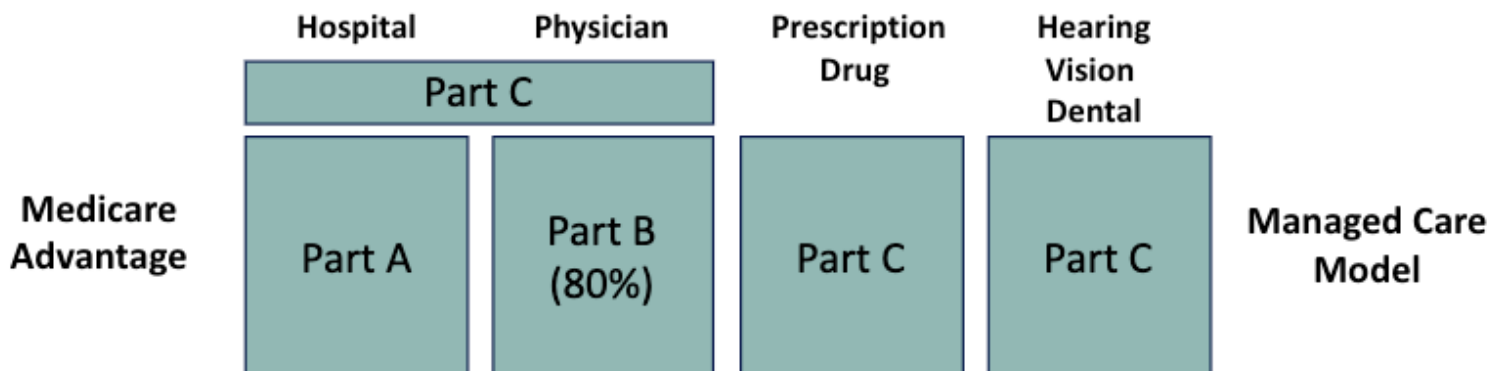 Hospital
Physician
Prescription
Drug
Hearing
Vision
Dental
Part C
Medicare
Advantage
Part A
Part B
(80%)
Part C
Part C
Managed Care
Model